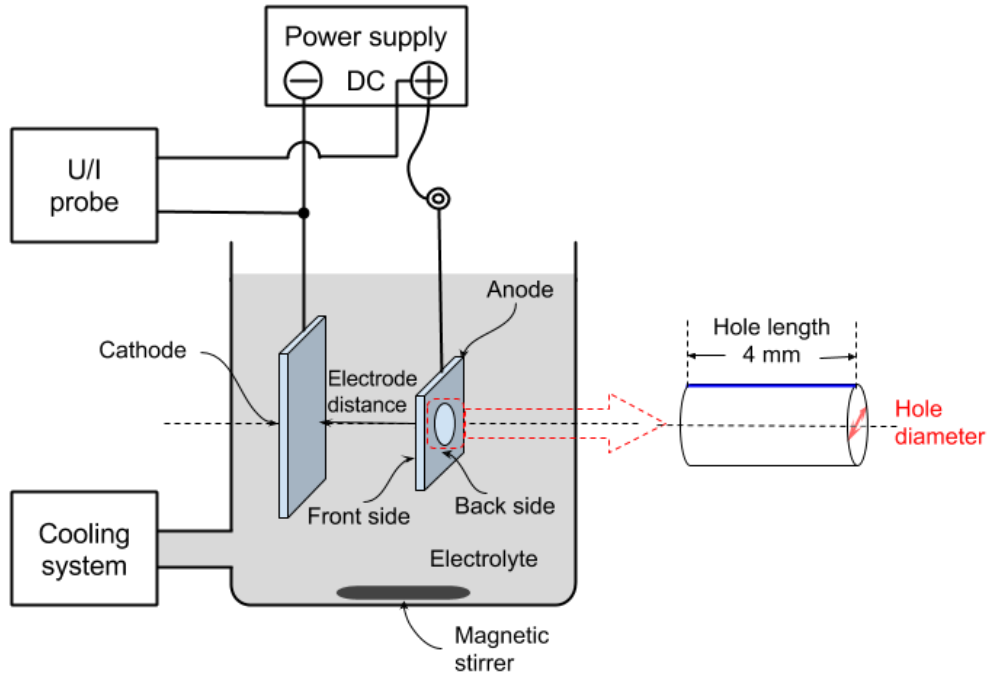 Power supply
DC
U/I
probe
Anode
Cathode
Electrode
distance
Hole length
4 mm
Hole
diameter
Front side
Back side
Cooling
system
Electrolyte
Magnetic
stirrer